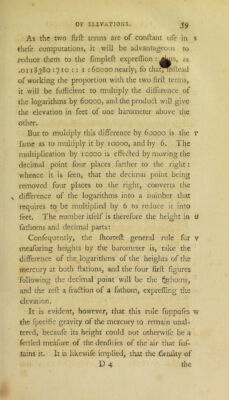 OF ELEVATIONS. 39
As the two firſt terms are of conſtant uſe in s
theſe computations, it will be advantageous to
reduce them to the ſimpleſt expreſſion : as
.0118380 1710 :: 1 : 60000 nearly; ſo that, inſtead
of working the proportion with the two firſt terms,
it will be ſufficient to multiply the difference of
the logarithms by 60000, and the product will give
the elevation in feet of one barometer above the
other.
But to multiply this difference by 60000 is the T
ſame as to multiply it by 10000, and by 6. The
multiplication by 10000 is effected by moving the
decimal point four places farther to the right :
whence it is ſeen, that the decimal point being
removed four places to the right, converts the
difference of the logarithms into a number that
requires to be multiplied by 6 to reduce it into
feet. The number itſelf is therefore the height in U
fathoms and decimal parts:
Conſequently, the ſhorteſt general rule for V
meaſuring heights by the barometer is, take the
difference of the logarithms of the heights of the
mercury at both ſtations, and the four firſt figures
following the decimal point will be the fathoms,
and the reſt a fraction of a fathom, expreſſing the
elevation.
It is evident, however, that this rule ſuppoſes W
the ſpecific gravity of the mercury to remain unal-
tered, becauſe its height could not otherwiſe be a
ſettled meaſure of the denſities of the air that ſuſ-
tains it. It is likewiſe implied, that the denſity of
D 4 the